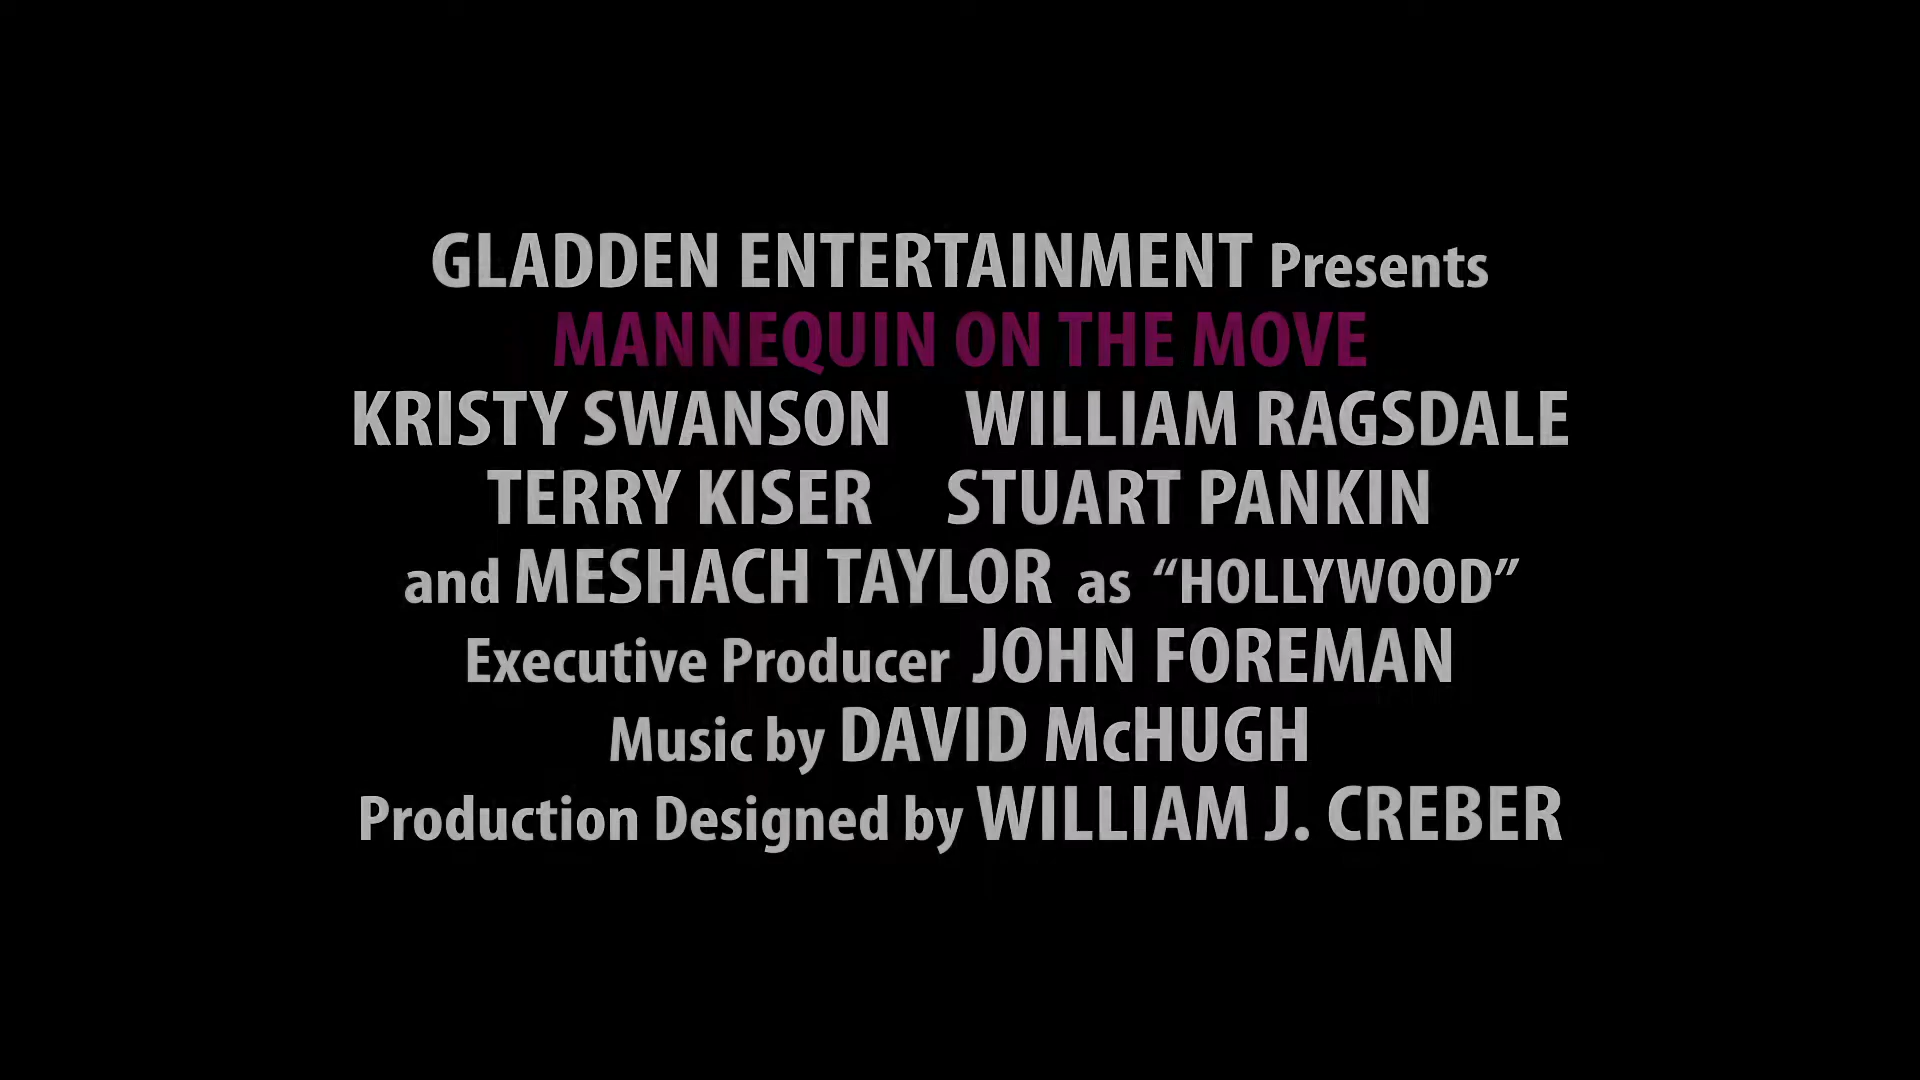 GLADDEN ENTERTAINMENT Presents
MANNEQUIN ON THE MOVE
KRISTY SWANSON WILLIAM RAGSDALE
TERRY KISER STUART PANKIN
and MESHACH TAYLOR as “HOLLYWOOD”
Executive Producer JOHN FOREMAN
Music by DAVID McHUGH
Production Designed by WILLIAM J. CREBER